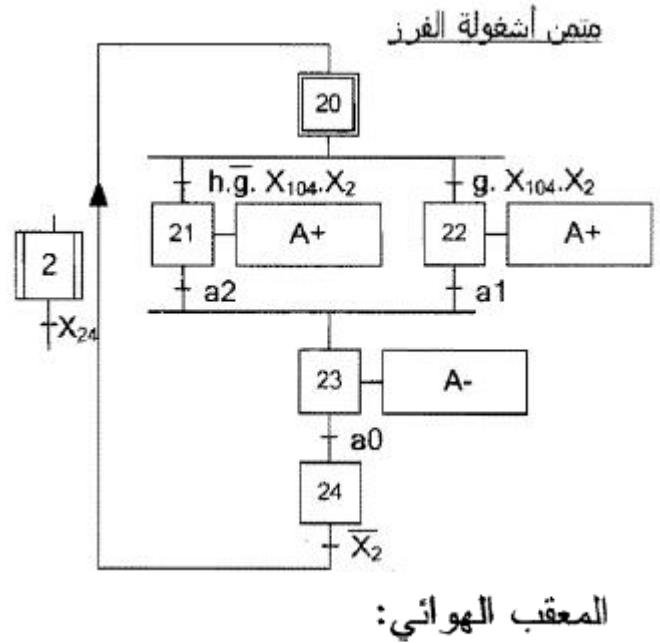 متمن أشغولة الفرز
20
h.g̅. X₁₀₄.X₂
g. X₁₀₄.X₂
21
A+
22
A+
2
a2
a1
X₂₄
23
A-
a0
24
X̅₂
المعقب الهوائي: